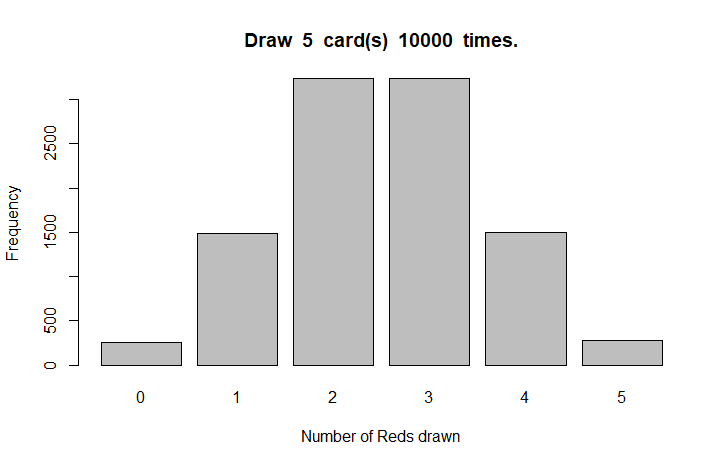 Draw 5 card(s) 10000 times.
Frequency
2500
1500
500
0
0 1 2 3 4 5
Number of Reds drawn